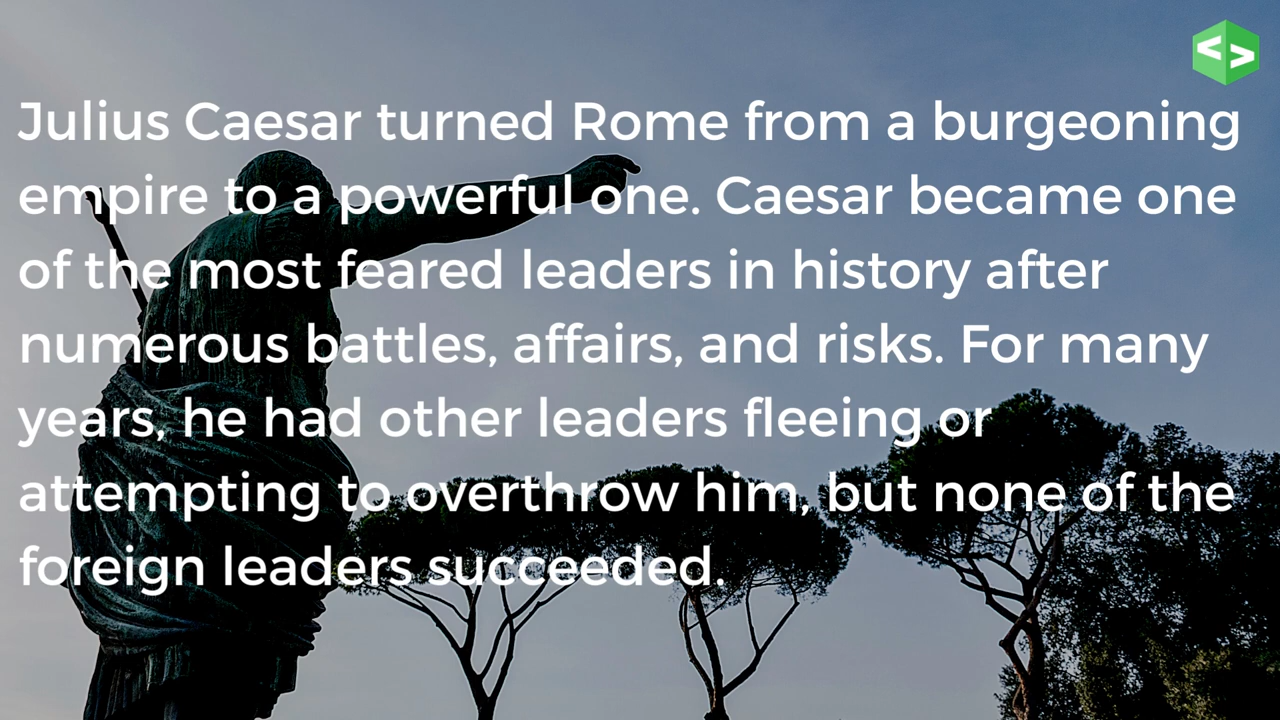 Julius Caesar turned Rome from a burgeoning
empire to a powerful one. Caesar became one
of the most feared leaders in history after
numerous battles, affairs, and risks. For many
years, he had other leaders fleeing or
attempting to overthrow him, but none of the
foreign leaders succeeded.